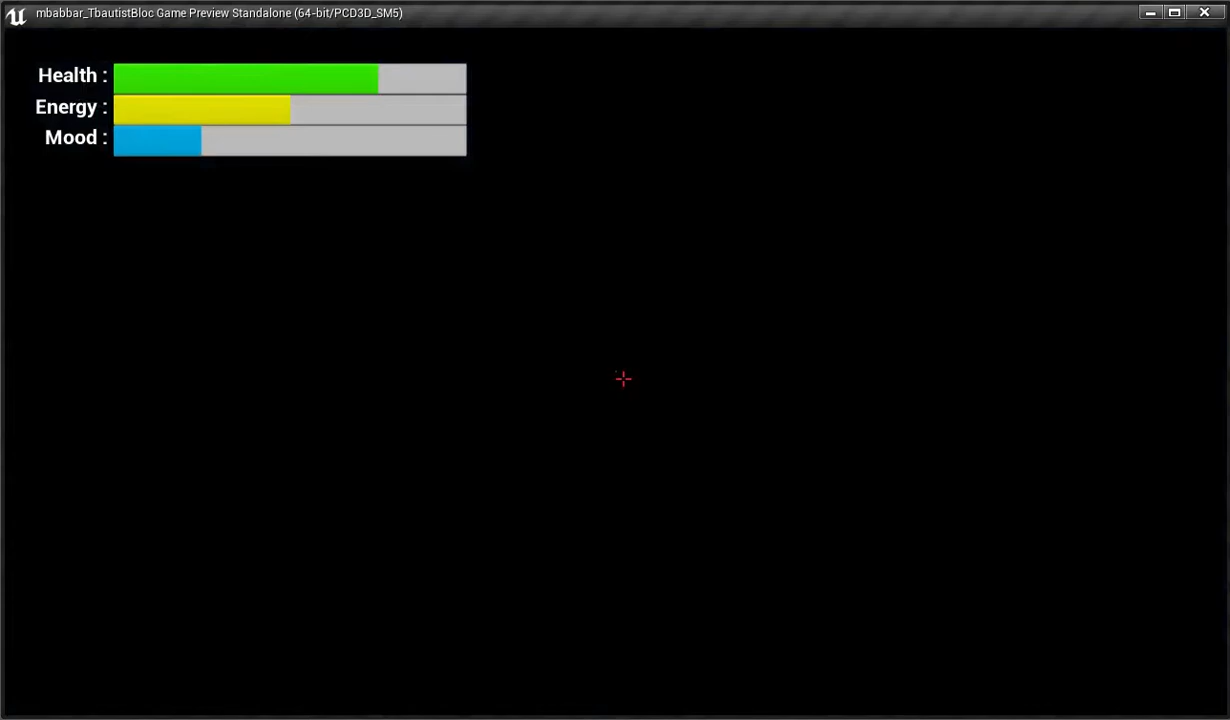 mbabbar_TbautistBloc Game Preview Standalone (64-bit/PCD3D_SM5)
Health :
Energy :
Mood :